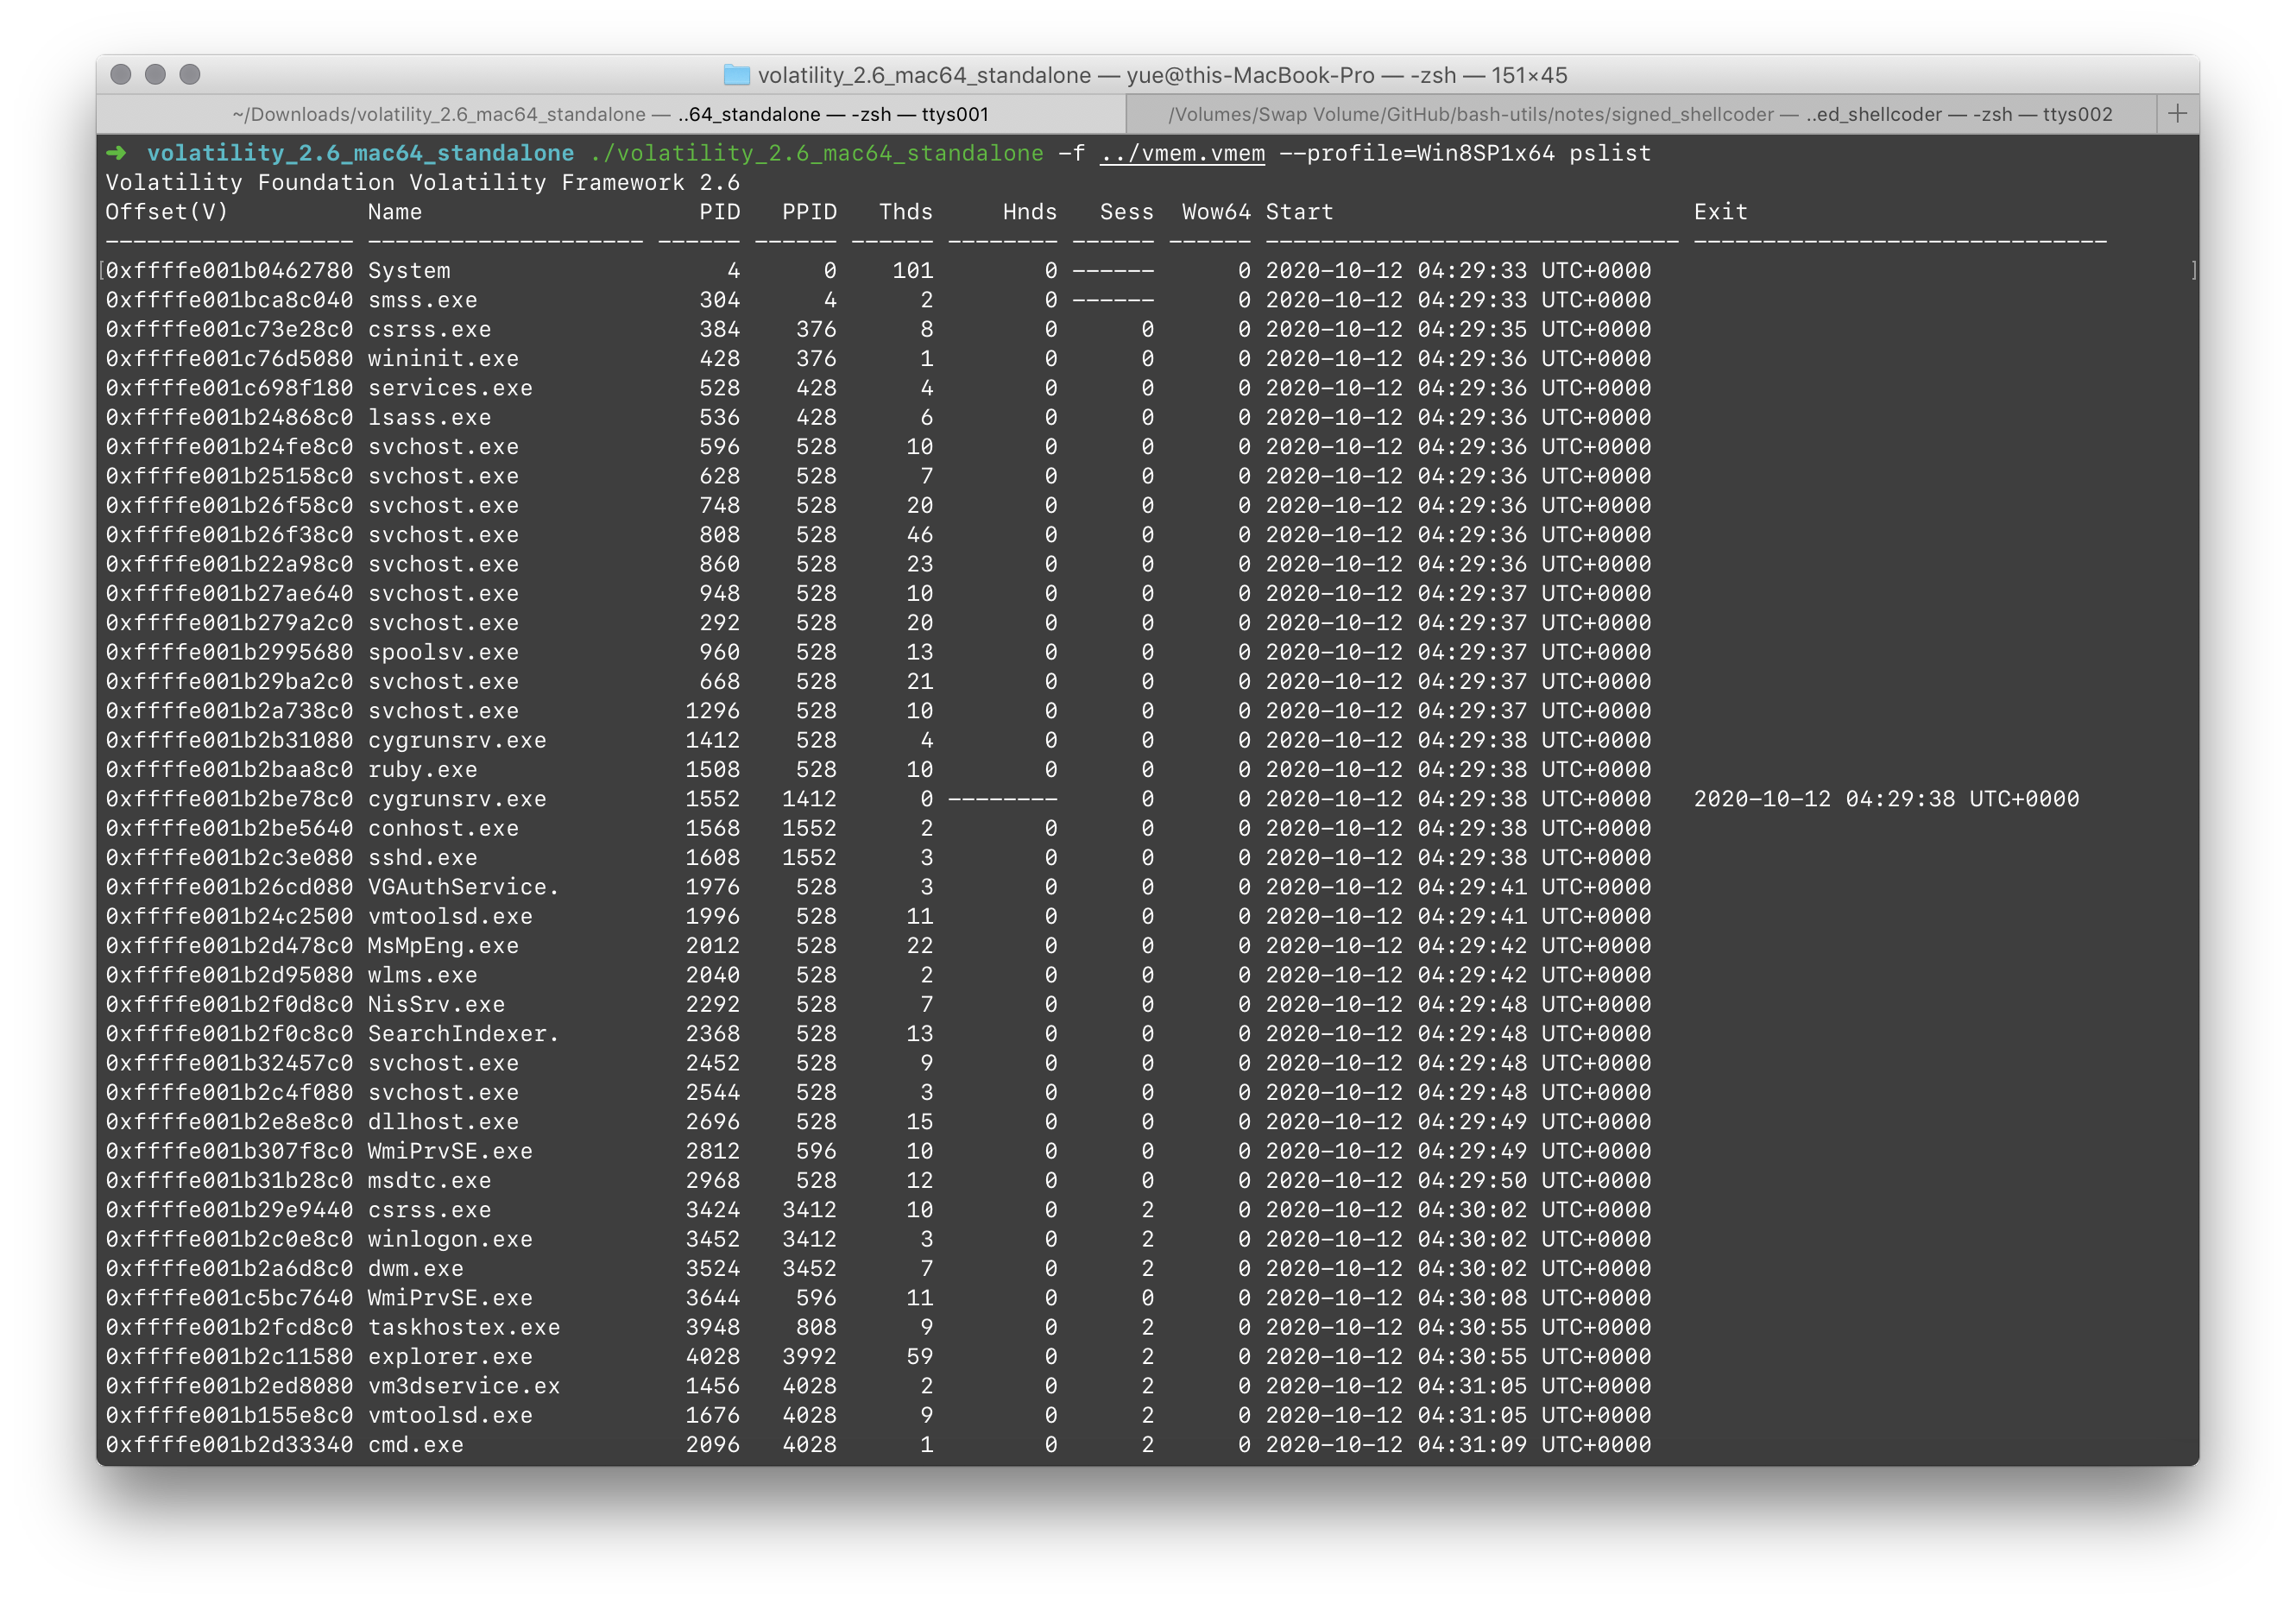 volatility_2.6_mac64_standalone — yue@this-MacBook-Pro — -zsh — 151×45
~/Downloads/volatility_2.6_mac64_standalone — ..64_standalone — -zsh — ttys001 /Volumes/Swap Volume/GitHub/bash-utils/notes/signed_shellcoder — ..ed_shellcoder — -zsh — ttys002 +
➜ volatility_2.6_mac64_standalone ./volatility_2.6_mac64_standalone -f ../vmem.vmem --profile=Win8SP1x64 pslist
Volatility Foundation Volatility Framework 2.6
Offset(V) Name PID PPID Thds Hnds Sess Wow64 Start Exit
------------------ -------------------- ------ ------ ------ -------- ------ ------ ------------------------------ ------------------------------
[0xffffe001b0462780 System 4 0 101 0 ------ 0 2020-10-12 04:29:33 UTC+0000 ]
0xffffe001bca8c040 smss.exe 304 4 2 0 ------ 0 2020-10-12 04:29:33 UTC+0000
0xffffe001c73e28c0 csrss.exe 384 376 8 0 0 0 2020-10-12 04:29:35 UTC+0000
0xffffe001c76d5080 wininit.exe 428 376 1 0 0 0 2020-10-12 04:29:36 UTC+0000
0xffffe001c698f180 services.exe 528 428 4 0 0 0 2020-10-12 04:29:36 UTC+0000
0xffffe001b24868c0 lsass.exe 536 428 6 0 0 0 2020-10-12 04:29:36 UTC+0000
0xffffe001b24fe8c0 svchost.exe 596 528 10 0 0 0 2020-10-12 04:29:36 UTC+0000
0xffffe001b25158c0 svchost.exe 628 528 7 0 0 0 2020-10-12 04:29:36 UTC+0000
0xffffe001b26f58c0 svchost.exe 748 528 20 0 0 0 2020-10-12 04:29:36 UTC+0000
0xffffe001b26f38c0 svchost.exe 808 528 46 0 0 0 2020-10-12 04:29:36 UTC+0000
0xffffe001b22a98c0 svchost.exe 860 528 23 0 0 0 2020-10-12 04:29:36 UTC+0000
0xffffe001b27ae640 svchost.exe 948 528 10 0 0 0 2020-10-12 04:29:37 UTC+0000
0xffffe001b279a2c0 svchost.exe 292 528 20 0 0 0 2020-10-12 04:29:37 UTC+0000
0xffffe001b2995680 spoolsv.exe 960 528 13 0 0 0 2020-10-12 04:29:37 UTC+0000
0xffffe001b29ba2c0 svchost.exe 668 528 21 0 0 0 2020-10-12 04:29:37 UTC+0000
0xffffe001b2a738c0 svchost.exe 1296 528 10 0 0 0 2020-10-12 04:29:37 UTC+0000
0xffffe001b2b31080 cygrunsrv.exe 1412 528 4 0 0 0 2020-10-12 04:29:38 UTC+0000
0xffffe001b2baa8c0 ruby.exe 1508 528 10 0 0 0 2020-10-12 04:29:38 UTC+0000
0xffffe001b2be78c0 cygrunsrv.exe 1552 1412 0 -------- 0 0 2020-10-12 04:29:38 UTC+0000 2020-10-12 04:29:38 UTC+0000
0xffffe001b2be5640 conhost.exe 1568 1552 2 0 0 0 2020-10-12 04:29:38 UTC+0000
0xffffe001b2c3e080 sshd.exe 1608 1552 3 0 0 0 2020-10-12 04:29:38 UTC+0000
0xffffe001b26cd080 VGAuthService. 1976 528 3 0 0 0 2020-10-12 04:29:41 UTC+0000
0xffffe001b24c2500 vmtoolsd.exe 1996 528 11 0 0 0 2020-10-12 04:29:41 UTC+0000
0xffffe001b2d478c0 MsMpEng.exe 2012 528 22 0 0 0 2020-10-12 04:29:42 UTC+0000
0xffffe001b2d95080 wlms.exe 2040 528 2 0 0 0 2020-10-12 04:29:42 UTC+0000
0xffffe001b2f0d8c0 NisSrv.exe 2292 528 7 0 0 0 2020-10-12 04:29:48 UTC+0000
0xffffe001b2f0c8c0 SearchIndexer. 2368 528 13 0 0 0 2020-10-12 04:29:48 UTC+0000
0xffffe001b32457c0 svchost.exe 2452 528 9 0 0 0 2020-10-12 04:29:48 UTC+0000
0xffffe001b2c4f080 svchost.exe 2544 528 3 0 0 0 2020-10-12 04:29:48 UTC+0000
0xffffe001b2e8e8c0 dllhost.exe 2696 528 15 0 0 0 2020-10-12 04:29:49 UTC+0000
0xffffe001b307f8c0 WmiPrvSE.exe 2812 596 10 0 0 0 2020-10-12 04:29:49 UTC+0000
0xffffe001b31b28c0 msdtc.exe 2968 528 12 0 0 0 2020-10-12 04:29:50 UTC+0000
0xffffe001b29e9440 csrss.exe 3424 3412 10 0 2 0 2020-10-12 04:30:02 UTC+0000
0xffffe001b2c0e8c0 winlogon.exe 3452 3412 3 0 2 0 2020-10-12 04:30:02 UTC+0000
0xffffe001b2a6d8c0 dwm.exe 3524 3452 7 0 2 0 2020-10-12 04:30:02 UTC+0000
0xffffe001c5bc7640 WmiPrvSE.exe 3644 596 11 0 0 0 2020-10-12 04:30:08 UTC+0000
0xffffe001b2fcd8c0 taskhostex.exe 3948 808 9 0 2 0 2020-10-12 04:30:55 UTC+0000
0xffffe001b2c11580 explorer.exe 4028 3992 59 0 2 0 2020-10-12 04:30:55 UTC+0000
0xffffe001b2ed8080 vm3dservice.ex 1456 4028 2 0 2 0 2020-10-12 04:31:05 UTC+0000
0xffffe001b155e8c0 vmtoolsd.exe 1676 4028 9 0 2 0 2020-10-12 04:31:05 UTC+0000
0xffffe001b2d33340 cmd.exe 2096 4028 1 0 2 0 2020-10-12 04:31:09 UTC+0000